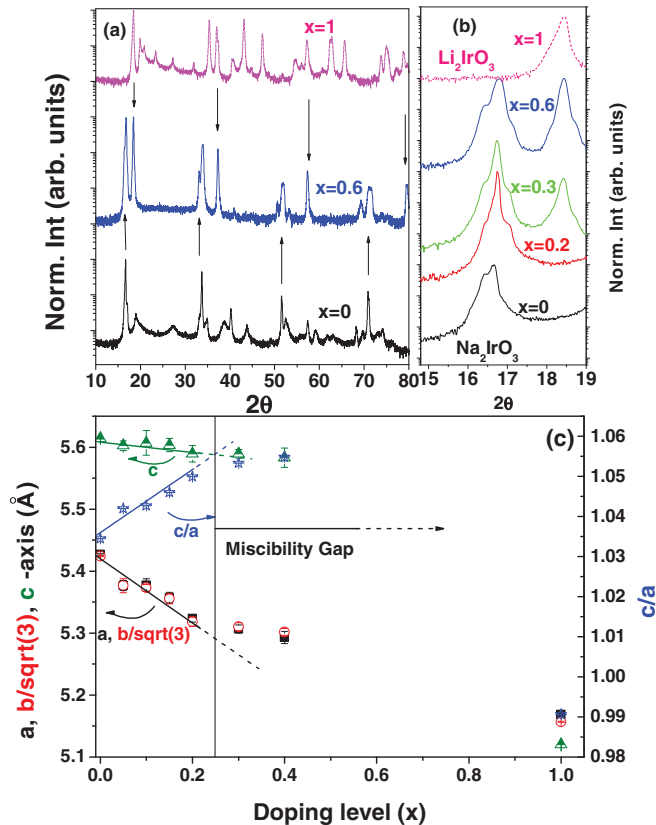 (a)
x=1
x=0.6
x=0
Norm. Int (arb. units)
10 20 30 40 50 60 70 80
2θ
(b)
x=1
Li2IrO3
x=0.6
x=0.3
x=0.2
x=0
Na2IrO3
15 16 17 18 19
2θ
Norm. Int (arb. units)
(c)
5.6
5.5
5.4
5.3
5.2
5.1
a, b/sqrt(3), c -axis (Å)
c
c/a
Miscibility Gap
a, b/sqrt(3)
1.06
1.05
1.04
1.03
1.02
1.01
1.00
0.99
0.98
c/a
0.0 0.2 0.4 0.6 0.8 1.0
Doping level (x)